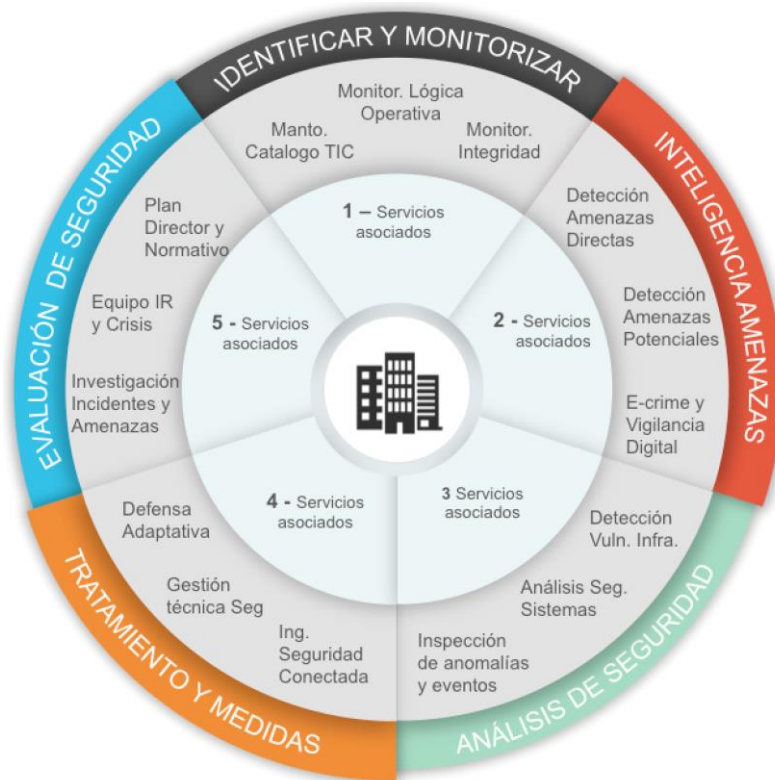 IDENTIFICAR Y MONITORIZAR
Monitor. Lógica
Operativa
Manto.
Catalogo TIC
Monitor.
Integridad
1 – Servicios
asociados
INTELIGENCIA AMENAZAS
Detección
Amenazas
Directas
Detección
Amenazas
Potenciales
E-crime y
Vigilancia
Digital
2 - Servicios
asociados
ANÁLISIS DE SEGURIDAD
Detección
Vuln. Infra.
Análisis Seg.
Sistemas
Inspección
de anomalías
y eventos
3 Servicios
asociados
TRATAMIENTO Y MEDIDAS
Defensa
Adaptativa
Gestión
técnica Seg
Ing.
Seguridad
Conectada
4 - Servicios
asociados
EVALUACIÓN DE SEGURIDAD
Plan
Director y
Normativo
Equipo IR
y Crisis
Investigación
Incidentes y
Amenazas
5 - Servicios
asociados